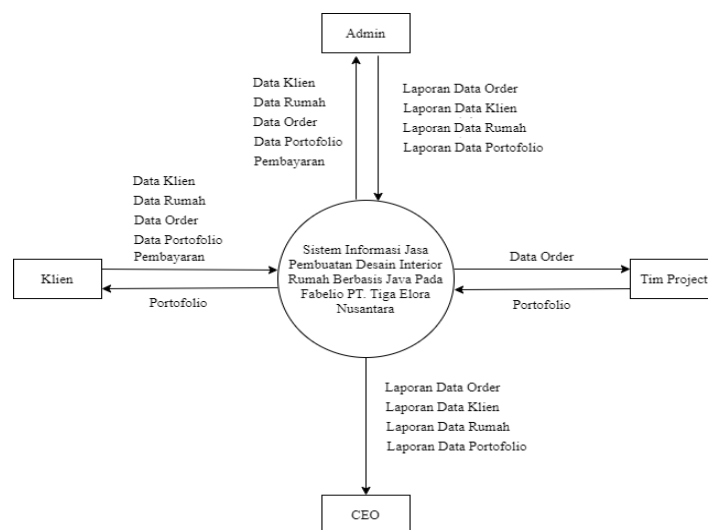 Admin
Data Klien
Data Rumah
Data Order
Data Portofolio
Pembayaran
Laporan Data Order
Laporan Data Klien
Laporan Data Rumah
Laporan Data Portofolio
Data Klien
Data Rumah
Data Order
Data Portofolio
Pembayaran
Klien
Portofolio
Sistem Informasi Jasa
Pembuatan Desain Interior
Rumah Berbasis Java Pada
Fabelio PT. Tiga Elora
Nusantara
Data Order
Tim Project
Portofolio
Laporan Data Order
Laporan Data Klien
Laporan Data Rumah
Laporan Data Portofolio
CEO